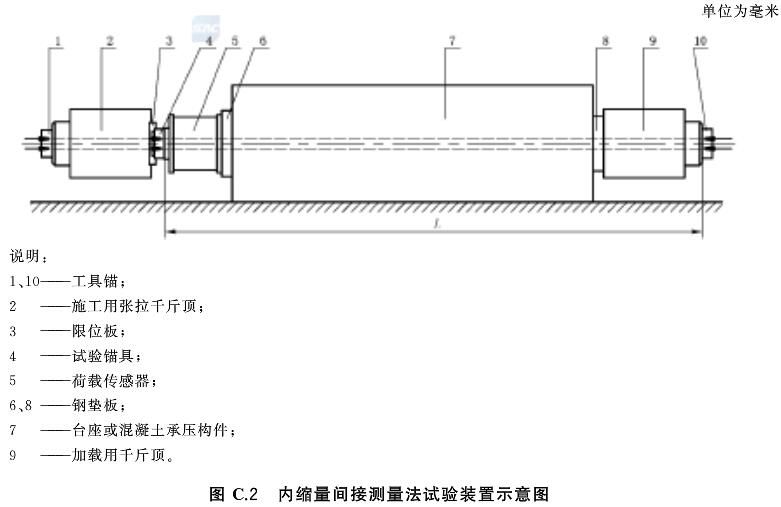 单位为毫米
1 2 3 4 5 6 7 8 9 10
L
说明:
1、10——工具锚;
2 ——施工用张拉千斤顶;
3 ——限位板;
4 ——试验锚具;
5 ——荷载传感器;
6、8 ——钢垫板;
7 ——台座或混凝土承压构件;
9 ——加载用千斤顶。
图 C.2 内缩量间接测量法试验装置示意图